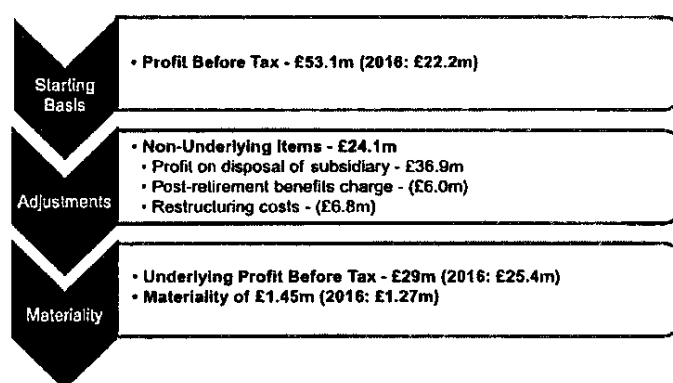 Starting
Basis
• Profit Before Tax - £53.1m (2016: £22.2m)
Adjustments
• Non-Underlying Items - £24.1m
• Profit on disposal of subsidiary - £36.9m
• Post-retirement benefits charge - (£6.0m)
• Restructuring costs - (£6.8m)
Materiality
• Underlying Profit Before Tax - £29m (2016: £25.4m)
• Materiality of £1.45m (2016: £1.27m)